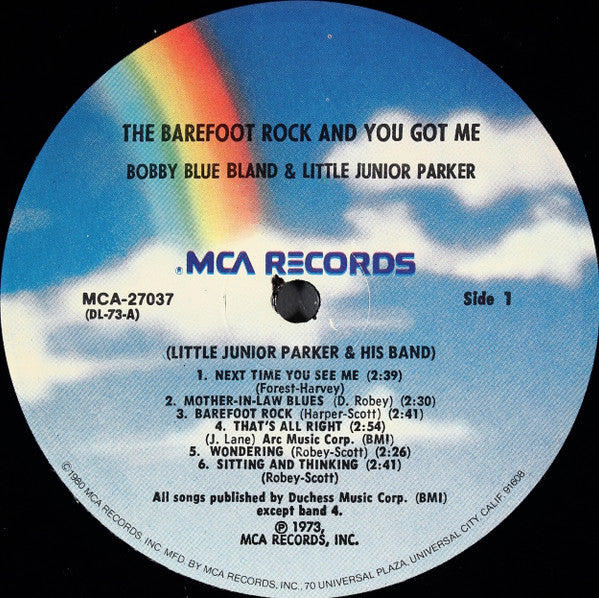 THE BAREFOOT ROCK AND YOU GOT ME
BOBBY BLUE BLAND & LITTLE JUNIOR PARKER
®MCA RECORDS
MCA-27037
(DL-73-A)
Side 1
(LITTLE JUNIOR PARKER & HIS BAND)
1. NEXT TIME YOU SEE ME (2:39)
(Forest-Harvey)
2. MOTHER-IN-LAW BLUES (D. Robey) (2:30)
3. BAREFOOT ROCK (Harper-Scott) (2:41)
4. THAT'S ALL RIGHT (2:54)
(J. Lane) Arc Music Corp. (BMI)
5. WONDERING (Robey-Scott) (2:26)
6. SITTING AND THINKING (2:41)
(Robey-Scott)
All songs published by Duchess Music Corp. (BMI)
except band 4.
℗ 1973,
MCA RECORDS, INC.
©1980 MCA RECORDS, INC. MFD. BY MCA RECORDS, INC., 70 UNIVERSAL PLAZA, UNIVERSAL CITY, CALIF. 91608